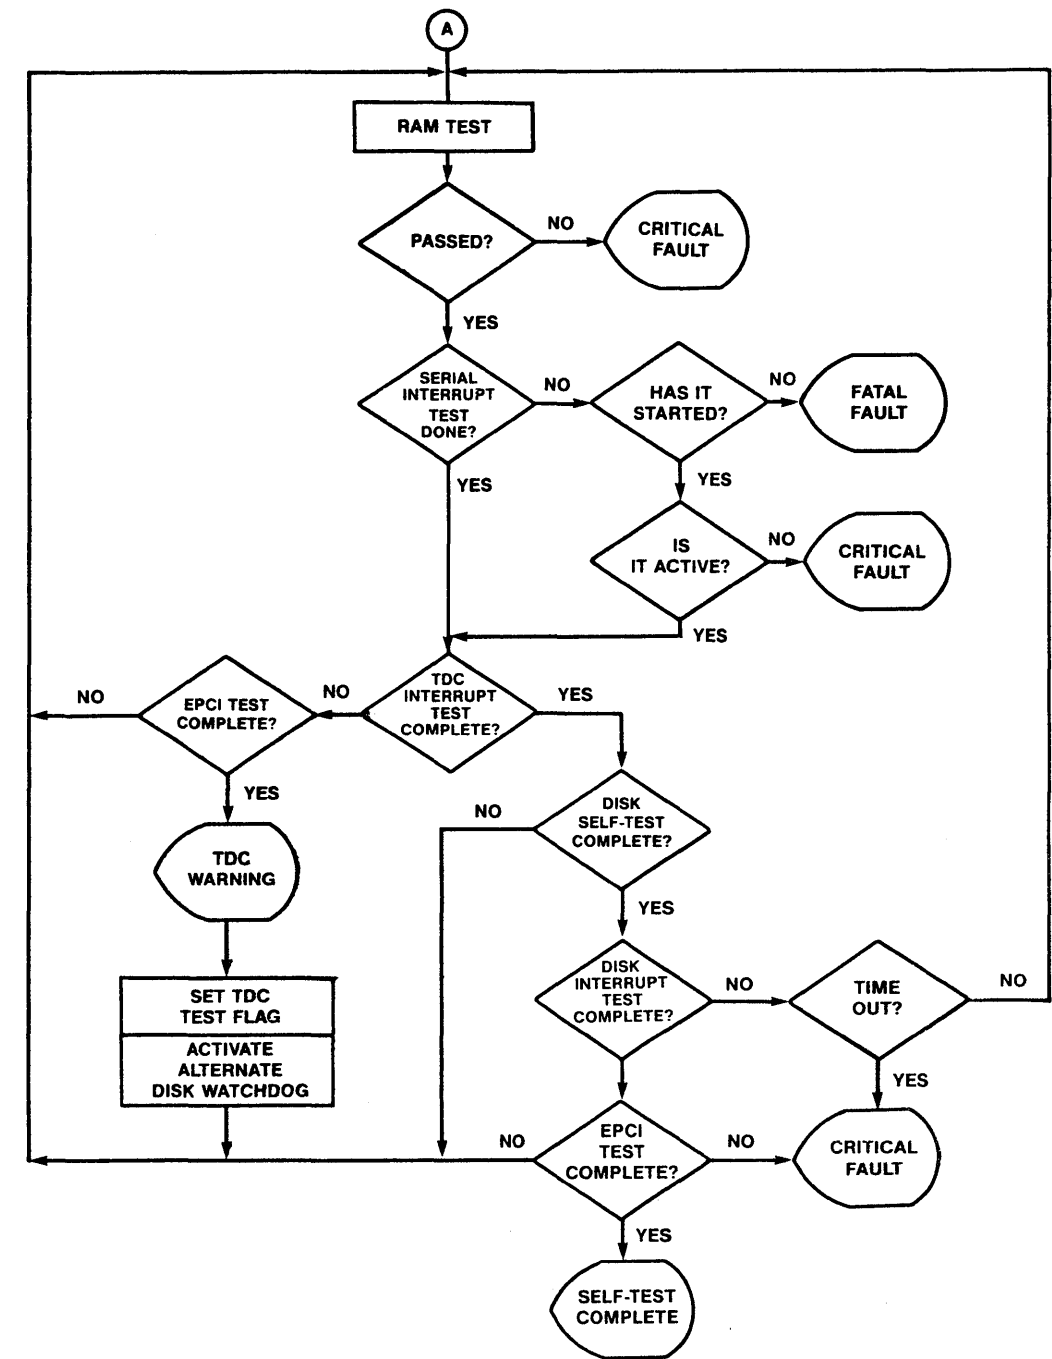 A
RAM TEST
PASSED?
NO
CRITICAL
FAULT
YES
SERIAL
INTERRUPT
TEST
DONE?
NO
HAS IT
STARTED?
NO
FATAL
FAULT
YES
YES
IS
IT ACTIVE?
NO
CRITICAL
FAULT
YES
TDC
INTERRUPT
TEST
COMPLETE?
NO
EPCI TEST
COMPLETE?
NO
YES
YES
TDC
WARNING
SET TDC
TEST FLAG
ACTIVATE
ALTERNATE
DISK WATCHDOG
DISK
SELF-TEST
COMPLETE?
NO
YES
DISK
INTERRUPT
TEST
COMPLETE?
NO
TIME
OUT?
NO
YES
EPCI
TEST
COMPLETE?
NO
NO
CRITICAL
FAULT
YES
SELF-TEST
COMPLETE